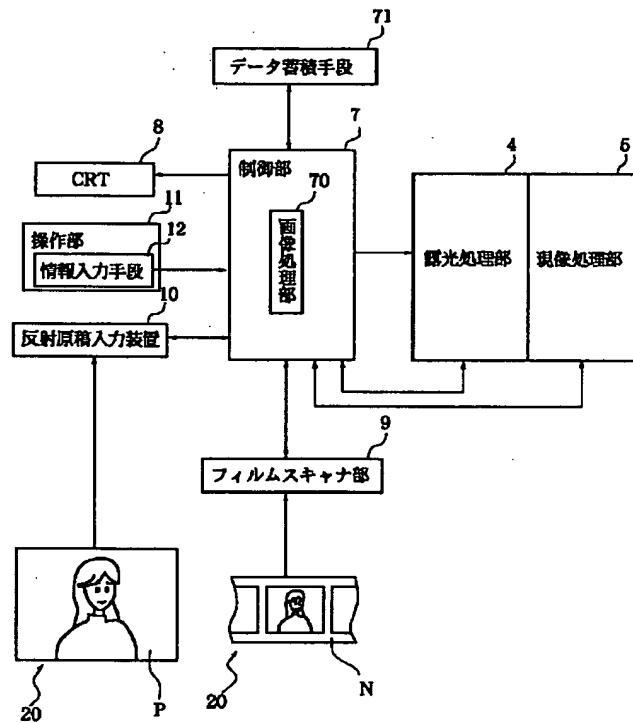 71
データ蓄積手段
8
7
4
5
CRT
制御部
70
画像処理部
11
操作部
12
情報入力手段
露光処理部
現像処理部
10
反射原稿入力装置
9
フィルムスキャナ部
20
P
20
N